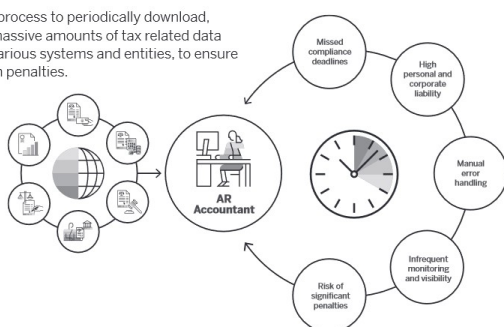 process to periodically download,
massive amounts of tax related data
various systems and entities, to ensure
penalties.
Missed
compliance
deadlines
High
personal and
corporate
liability
Manual
error
handling
Infrequent
monitoring
and visibility
Risk of
significant
penalties
AR
Accountant